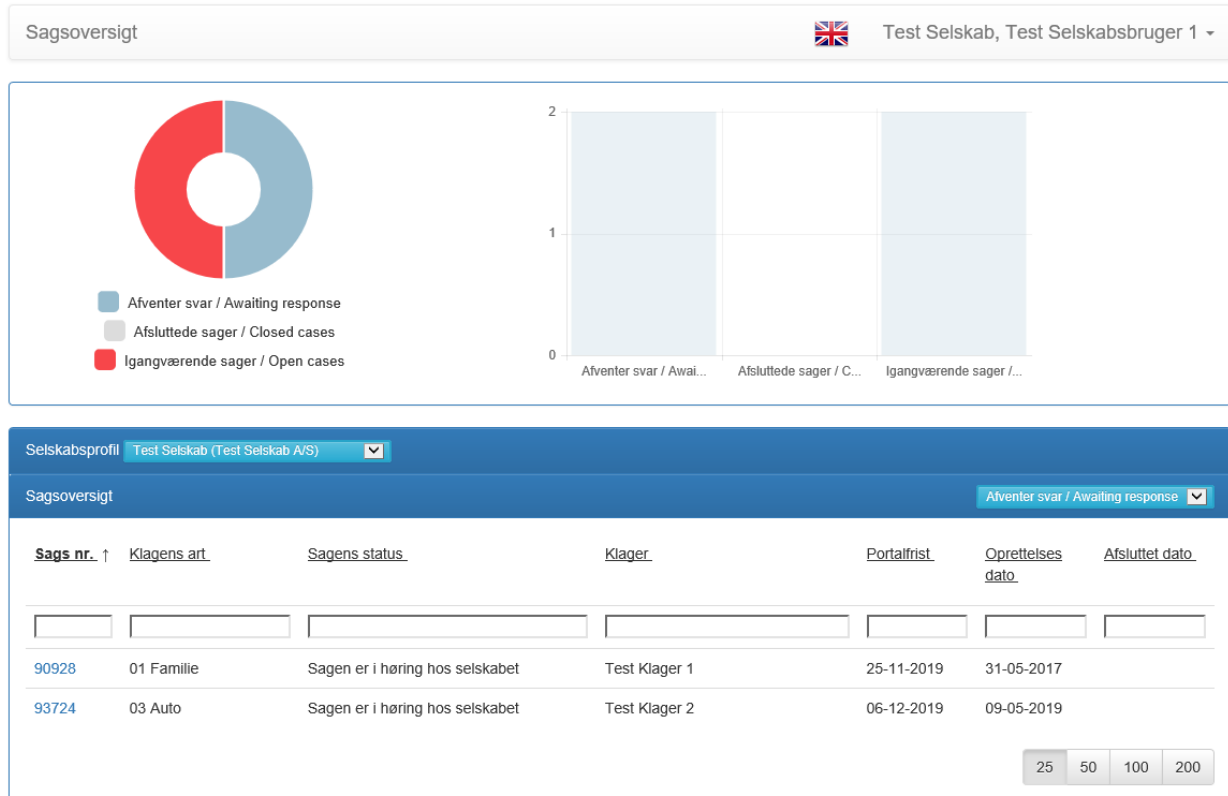 Sagsoversigt
Test Selskab, Test Selskabsbruger 1
Afventer svar / Awaiting response
Afsluttede sager / Closed cases
Igangværende sager / Open cases
2
1
0
Afventer svar / Awai...
Afsluttede sager / C...
Igangværende sager /...
Selskabsprofil Test Selskab (Test Selskab A/S)
Sagsoversigt Afventer svar / Awaiting response
Sags nr. ↑ Klagens art Sagens status Klager Portalfrist Oprettelses Afsluttet dato
dato
90928 01 Familie Sagen er i høring hos selskabet Test Klager 1 25-11-2019 31-05-2017
93724 03 Auto Sagen er i høring hos selskabet Test Klager 2 06-12-2019 09-05-2019
25 50 100 200